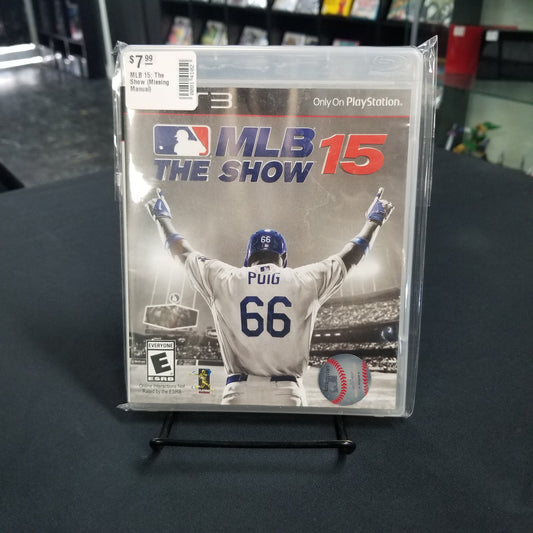 $7.99
MLB 15: The
Show (Missing
Manual)
PS3
Only On PlayStation®
MLB 15
THE SHOW
66
PUIG
66
EVERYONE
E
ESRB
Online Interactions Not
Rated by the ESRB